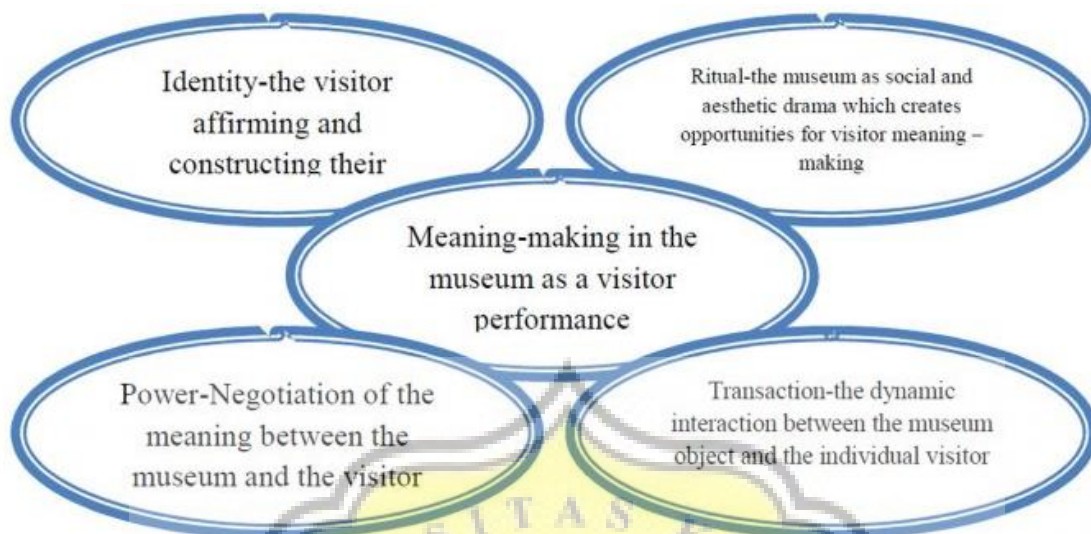 Identity-the visitor
affirming and
constructing their
Ritual-the museum as social and
aesthetic drama which creates
opportunities for visitor meaning –
making
Meaning-making in the
museum as a visitor
performance
Power-Negotiation of the
meaning between the
museum and the visitor
Transaction-the dynamic
interaction between the museum
object and the individual visitor
ITAS